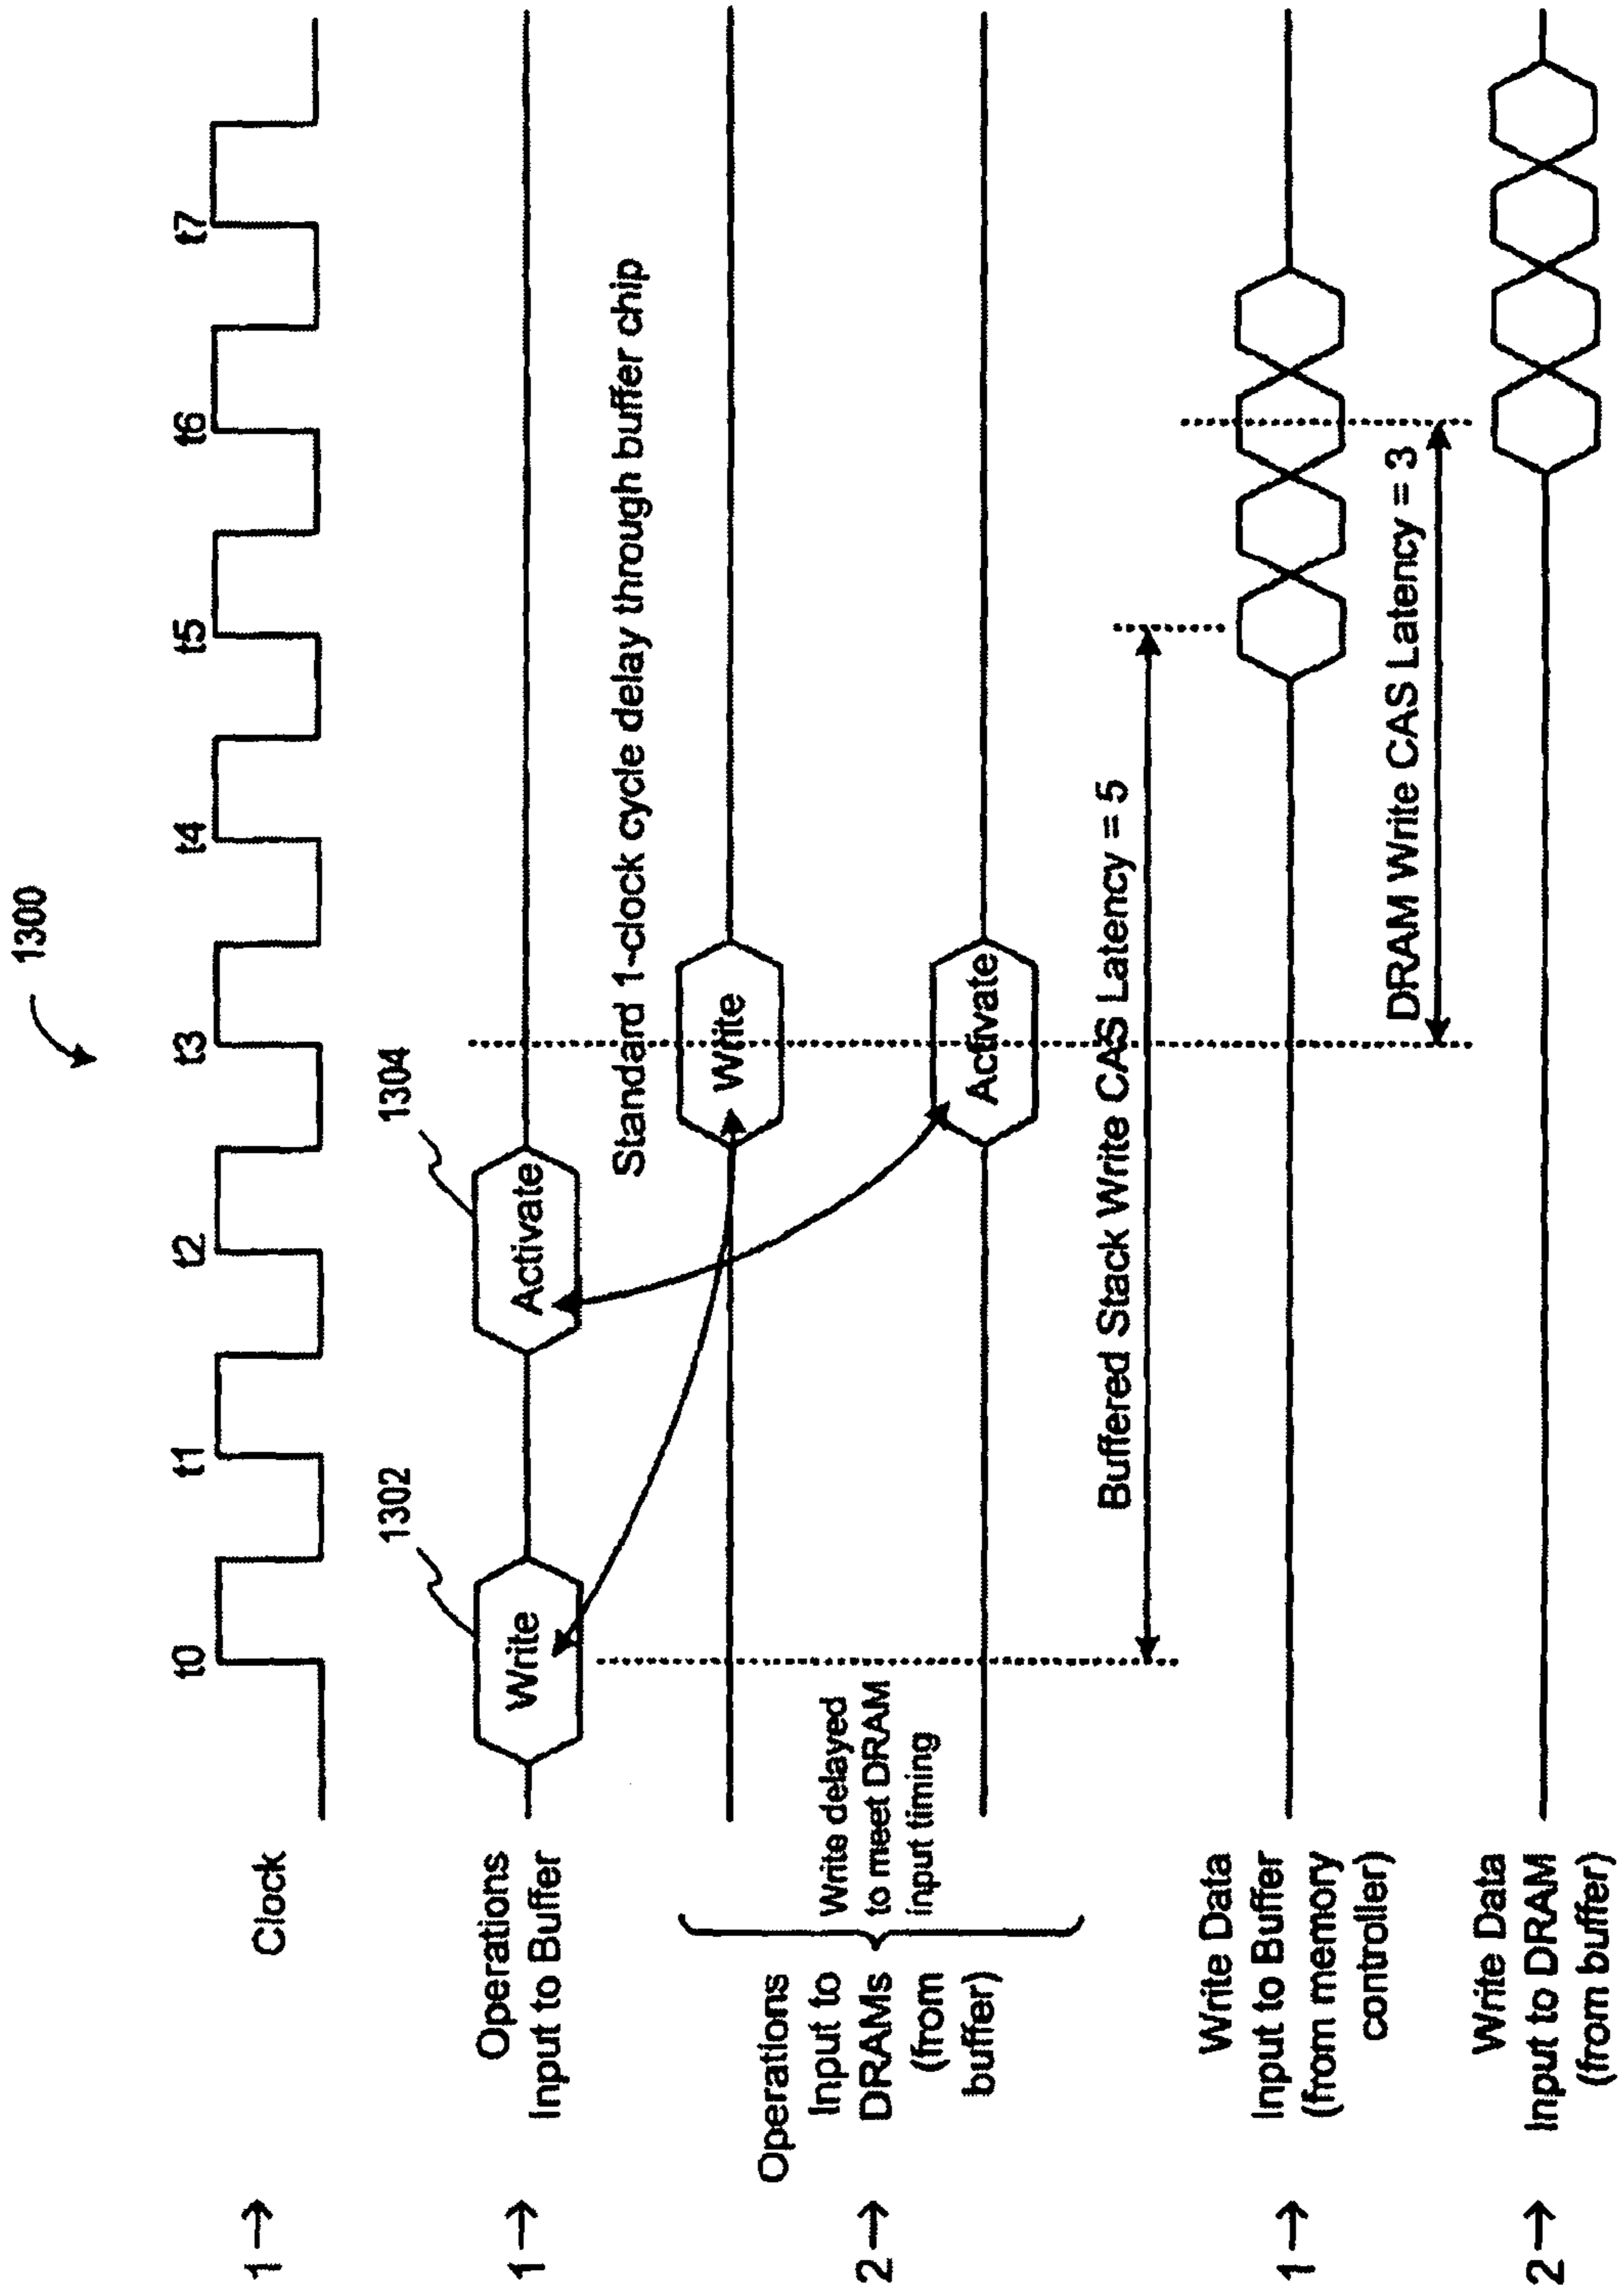 1300
t0 t1 t2 t3 t4 t5 t6 t7
1→ Clock
1302
1304
1→ Operations
Input to Buffer
Write
Activate
Standard 1-clock cycle delay through buffer chip
2→ Operations
Input to
DRAMs
(from
buffer)
Write delayed
to meet DRAM
input timing
Write
Activate
Buffered Stack Write CAS Latency = 5
1→ Write Data
Input to Buffer
(from memory
controller)
DRAM Write CAS Latency = 3
2→ Write Data
Input to DRAM
(from buffer)